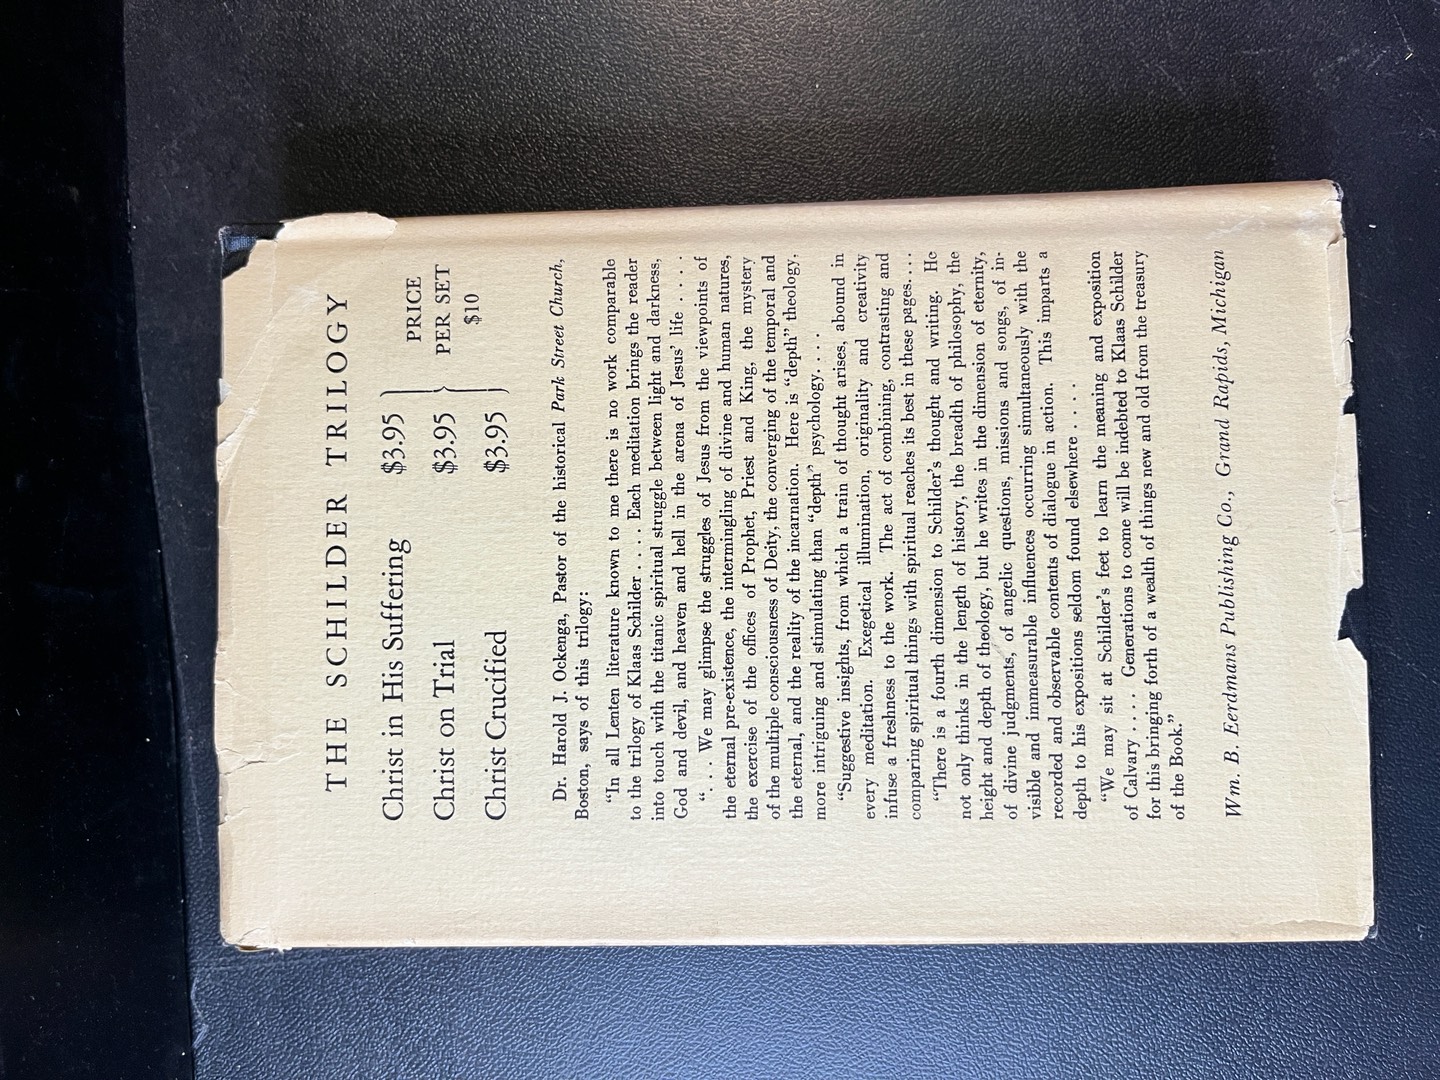 THE SCHILDER TRILOGY
Christ in His Suffering $3.95
Christ on Trial $3.95
Christ Crucified $3.95
PRICE
PER SET
$10
Dr. Harold J. Ockenga, Pastor of the historical Park Street Church,
Boston, says of this trilogy:
“In all Lenten literature known to me there is no work comparable
to the trilogy of Klaas Schilder . . . . Each meditation brings the reader
into touch with the titanic spiritual struggle between light and darkness,
God and devil, and heaven and hell in the arena of Jesus’ life . . . . .
“. . . We may glimpse the struggles of Jesus from the viewpoints of
the eternal pre-existence, the intermingling of divine and human natures,
the exercise of the offices of Prophet, Priest and King, the mystery
of the multiple consciousness of Deity, the converging of the temporal and
the eternal, and the reality of the incarnation. Here is “depth” theology,
more intriguing and stimulating than “depth” psychology. . . .
“Suggestive insights, from which a train of thought arises, abound in
every meditation. Exegetical illumination, originality and creativity
infuse a freshness to the work. The act of combining, contrasting and
comparing spiritual things with spiritual reaches its best in these pages. . . .
“There is a fourth dimension to Schilder’s thought and writing. He
not only thinks in the length of history, the breadth of philosophy, the
height and depth of theology, but he writes in the dimension of eternity,
of divine judgments, of angelic questions, missions and songs, of in-
visible and immeasurable influences occurring simultaneously with the
recorded and observable contents of dialogue in action. This imparts a
depth to his expositions seldom found elsewhere . . . . .
“We may sit at Schilder’s feet to learn the meaning and exposition
of Calvary . . . . Generations to come will be indebted to Klaas Schilder
for this bringing forth of a wealth of things new and old from the treasury
of the Book.”
Wm. B. Eerdmans Publishing Co., Grand Rapids, Michigan